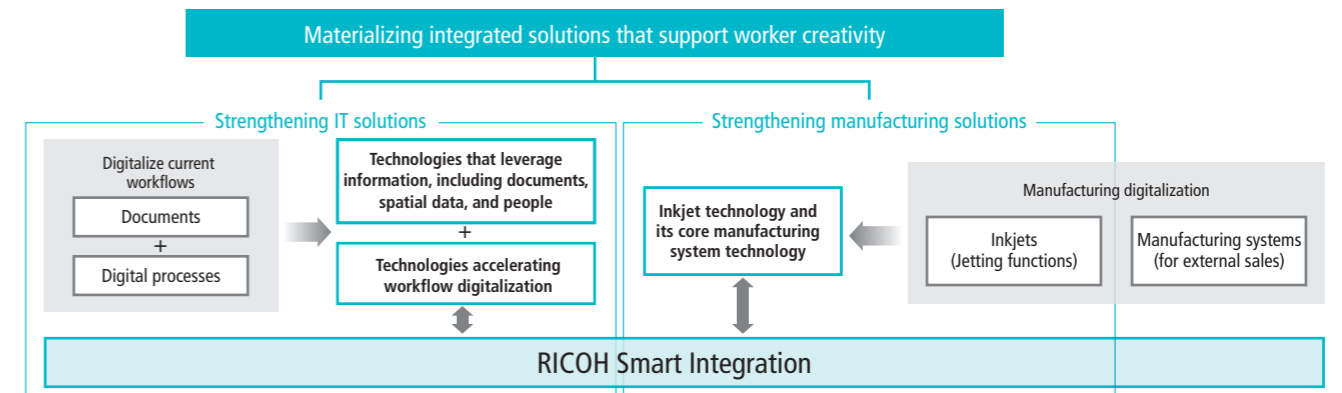 Materializing integrated solutions that support worker creativity
Strengthening IT solutions
Digitalize current
workflows
Documents
+
Digital processes
Technologies that leverage
information, including documents,
spatial data, and people
+
Technologies accelerating
workflow digitalization
Strengthening manufacturing solutions
Inkjet technology and
its core manufacturing
system technology
Manufacturing digitalization
Inkjets
(Jetting functions)
Manufacturing systems
(for external sales)
RICOH Smart Integration